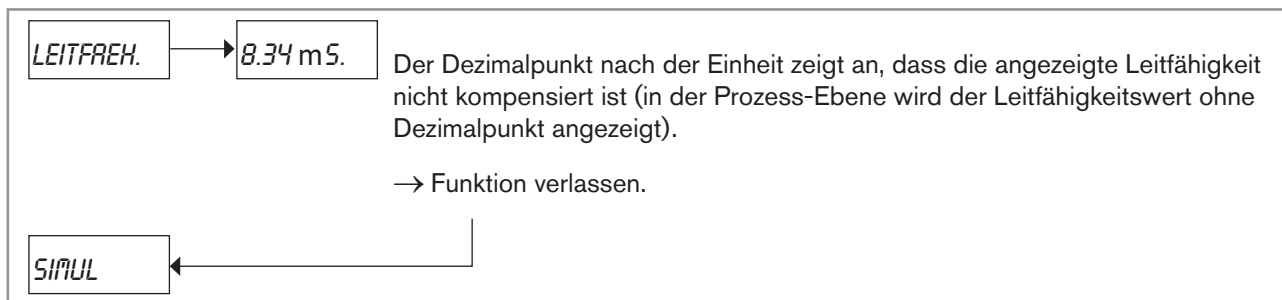 LEITFAEH.
8.34 mS.
Der Dezimalpunkt nach der Einheit zeigt an, dass die angezeigte Leitfähigkeit
nicht kompensiert ist (in der Prozess-Ebene wird der Leitfähigkeitswert ohne
Dezimalpunkt angezeigt).
→ Funktion verlassen.
SIMUL